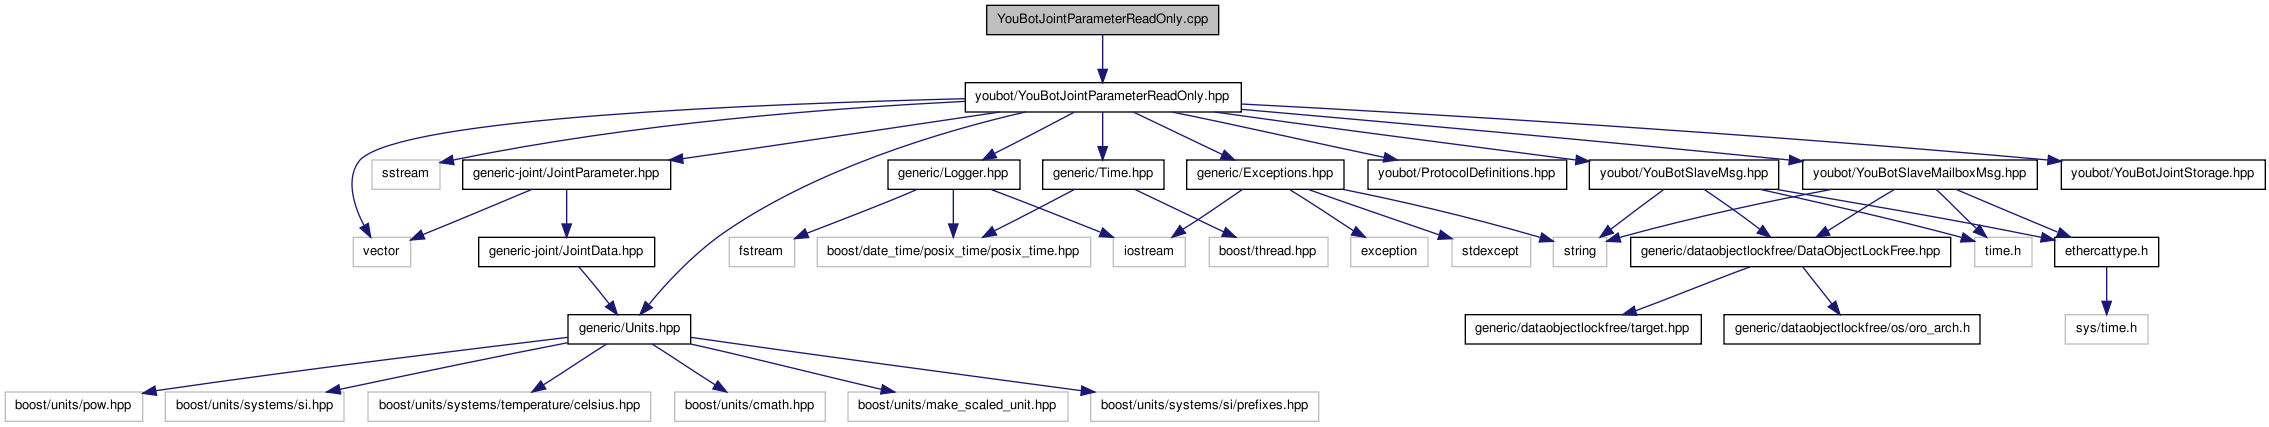 YouBotJointParameterReadOnly.cpp
youbot/YouBotJointParameterReadOnly.hpp
sstream
generic-joint/JointParameter.hpp
generic/Logger.hpp
generic/Time.hpp
generic/Exceptions.hpp
youbot/ProtocolDefinitions.hpp
youbot/YouBotSlaveMsg.hpp
youbot/YouBotSlaveMailboxMsg.hpp
youbot/YouBotJointStorage.hpp
vector
generic-joint/JointData.hpp
fstream
boost/date_time/posix_time/posix_time.hpp
iostream
boost/thread.hpp
exception
stdexcept
string
generic/dataobjectlockfree/DataObjectLockFree.hpp
time.h
ethercattype.h
generic/Units.hpp
generic/dataobjectlockfree/target.hpp
generic/dataobjectlockfree/os/oro_arch.h
sys/time.h
boost/units/pow.hpp
boost/units/systems/si.hpp
boost/units/systems/temperature/celsius.hpp
boost/units/cmath.hpp
boost/units/make_scaled_unit.hpp
boost/units/systems/si/prefixes.hpp